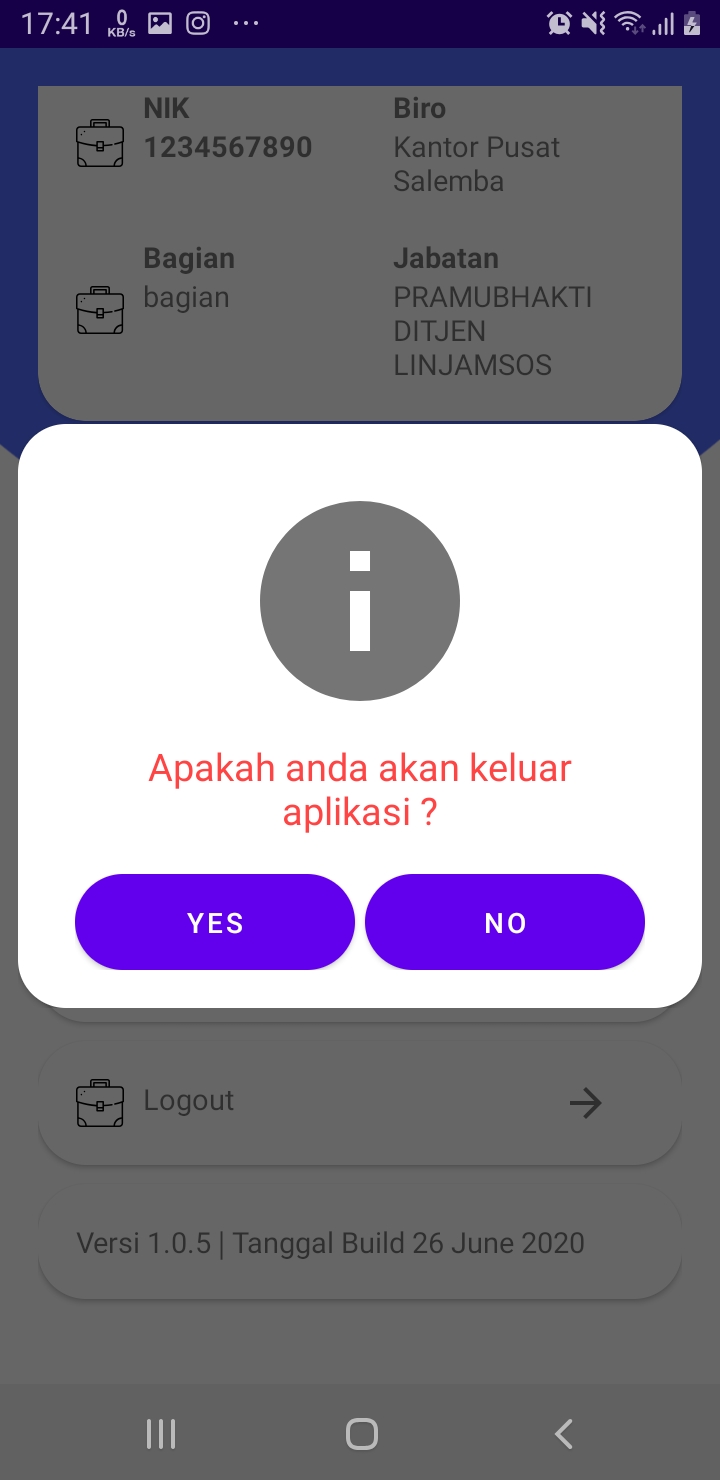 17:41 0 KB/s
NIK Biro
1234567890 Kantor Pusat
Salemba
Bagian Jabatan
bagian PRAMUBHAKTI
DITJEN
LINJAMSOS
Apakah anda akan keluar
aplikasi ?
YES NO
Logout
Versi 1.0.5 | Tanggal Build 26 June 2020